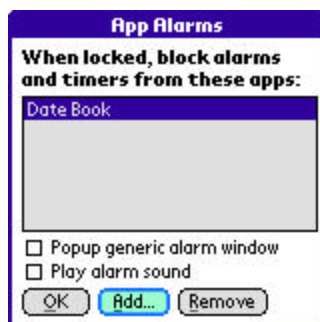 App Alarms
When locked, block alarms
and timers from these apps:
Date Book
Popup generic alarm window
Play alarm sound
OK Add... Remove